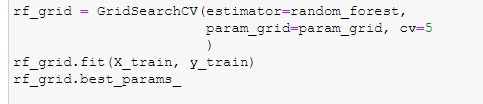 rf_grid = GridSearchCV(estimator=random_forest,
param_grid=param_grid, cv=5
)
rf_grid.fit(X_train, y_train)
rf_grid.best_params_